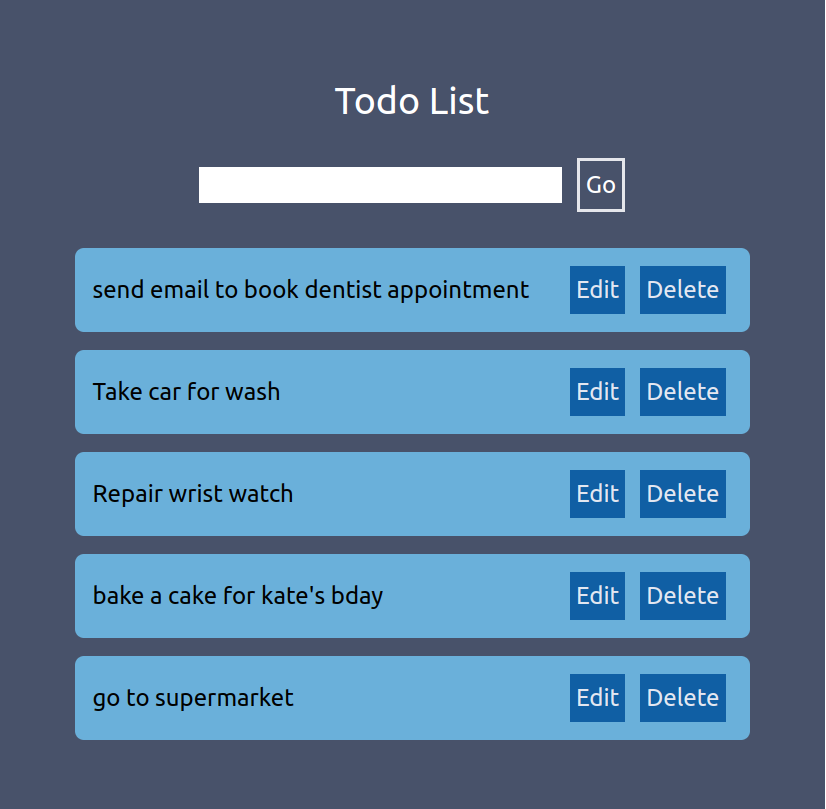 Todo List
Go
send email to book dentist appointment Edit Delete
Take car for wash Edit Delete
Repair wrist watch Edit Delete
bake a cake for kate's bday Edit Delete
go to supermarket Edit Delete